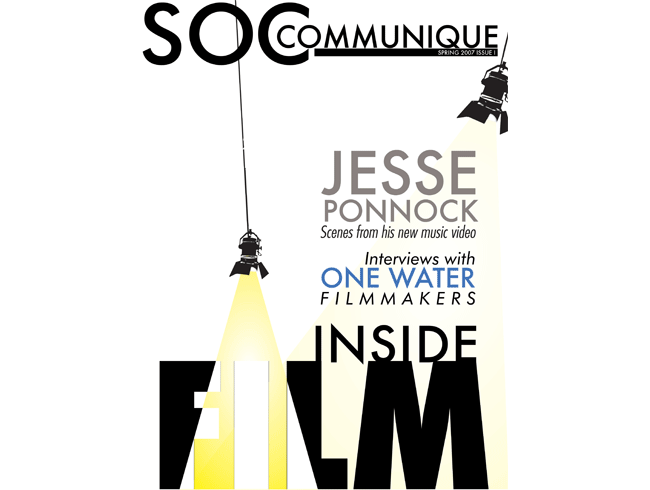 SOC COMMUNIQUE
SPRING 2007 ISSUE I
JESSE
PONNOCK
Scenes from his new music video
Interviews with
ONE WATER
FILMMAKERS
INSIDE
FILM